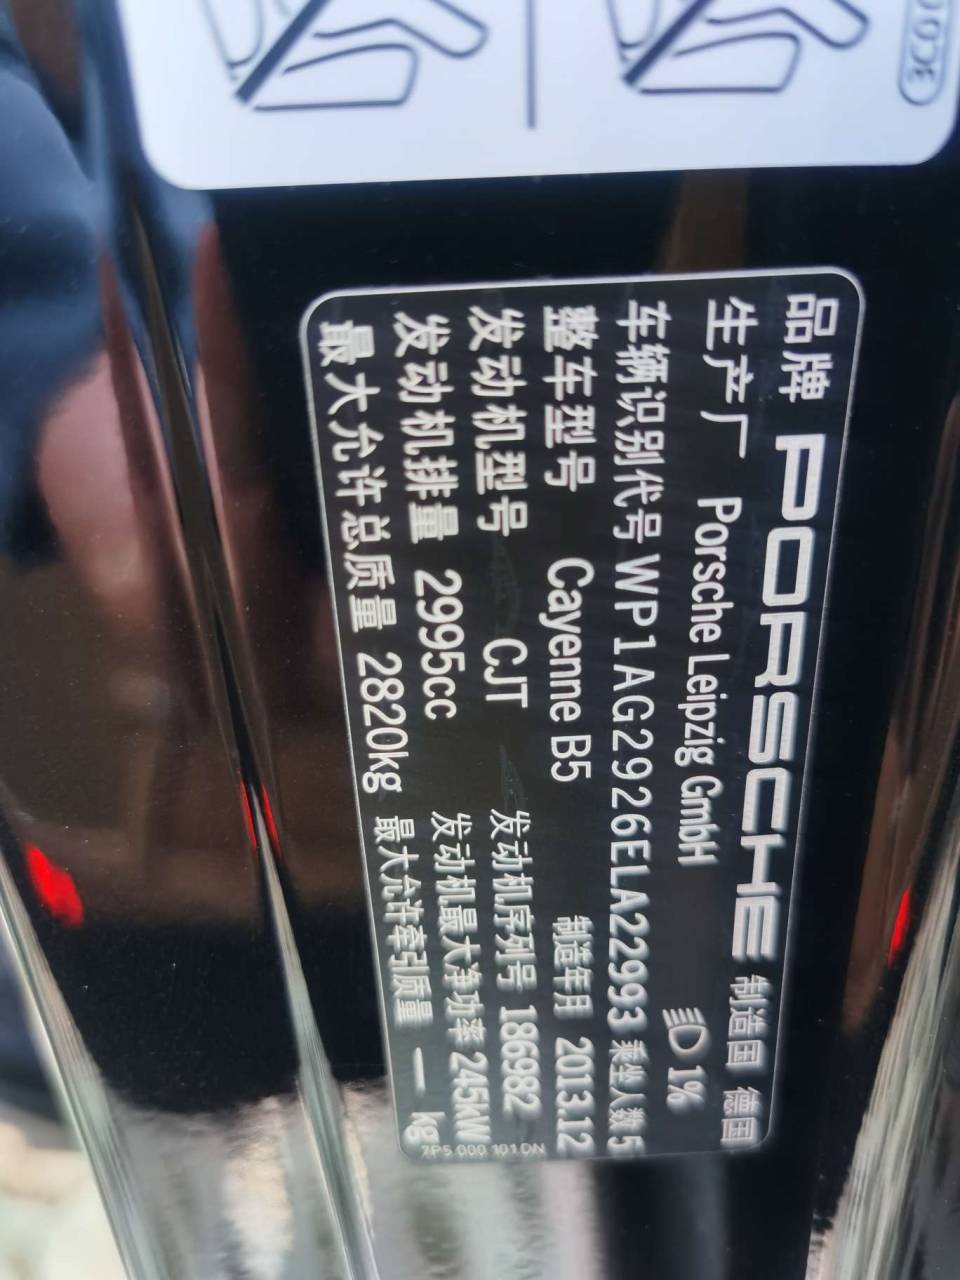 品牌 PORSCHE 制造国 德国
生产厂 Porsche Leipzig GmbH 1%
车辆识别代号 WP1AG2926ELA22993 乘坐人数 5
整车型号 Cayenne B5 制造年月 2013.12
发动机型号 CJT 发动机序列号 186982
发动机排量 2995cc 发动机最大净功率 245kW
最大允许总质量 2820kg 最大允许牵引质量 — kg
7P5.000.101.DN